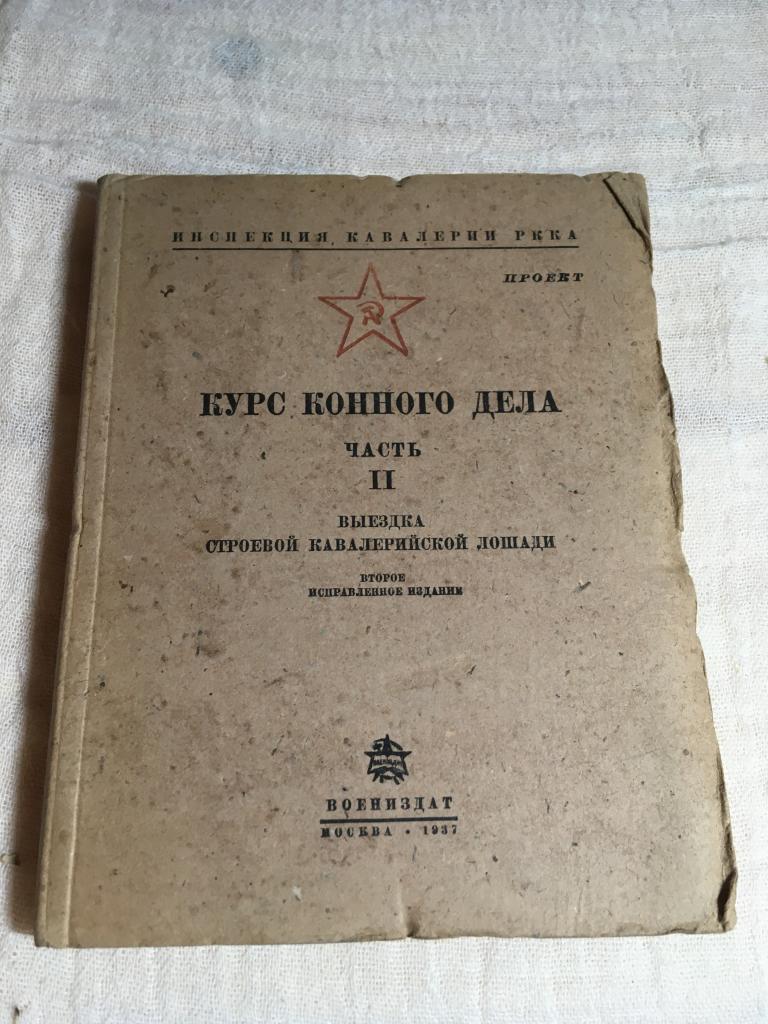 ИНСПЕКЦИЯ КАВАЛЕРИИ РККА
ПРОЕКТ
КУРС КОННОГО ДЕЛА
ЧАСТЬ
II
ВЫЕЗДКА
СТРОЕВОЙ КАВАЛЕРИЙСКОЙ ЛОШАДИ
ВТОРОЕ
ИСПРАВЛЕННОЕ ИЗДАНИЕ
ВОЕНИЗДАТ
МОСКВА • 1937